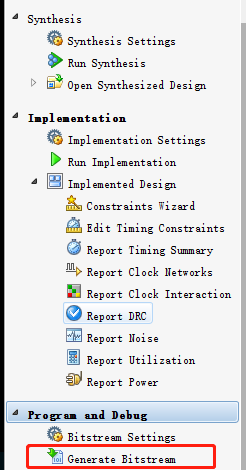 Synthesis
Synthesis Settings
Run Synthesis
Open Synthesized Design
Implementation
Implementation Settings
Run Implementation
Implemented Design
Constraints Wizard
Edit Timing Constraints
Report Timing Summary
Report Clock Networks
Report Clock Interaction
Report DRC
Report Noise
Report Utilization
Report Power
Program and Debug
Bitstream Settings
Generate Bitstream